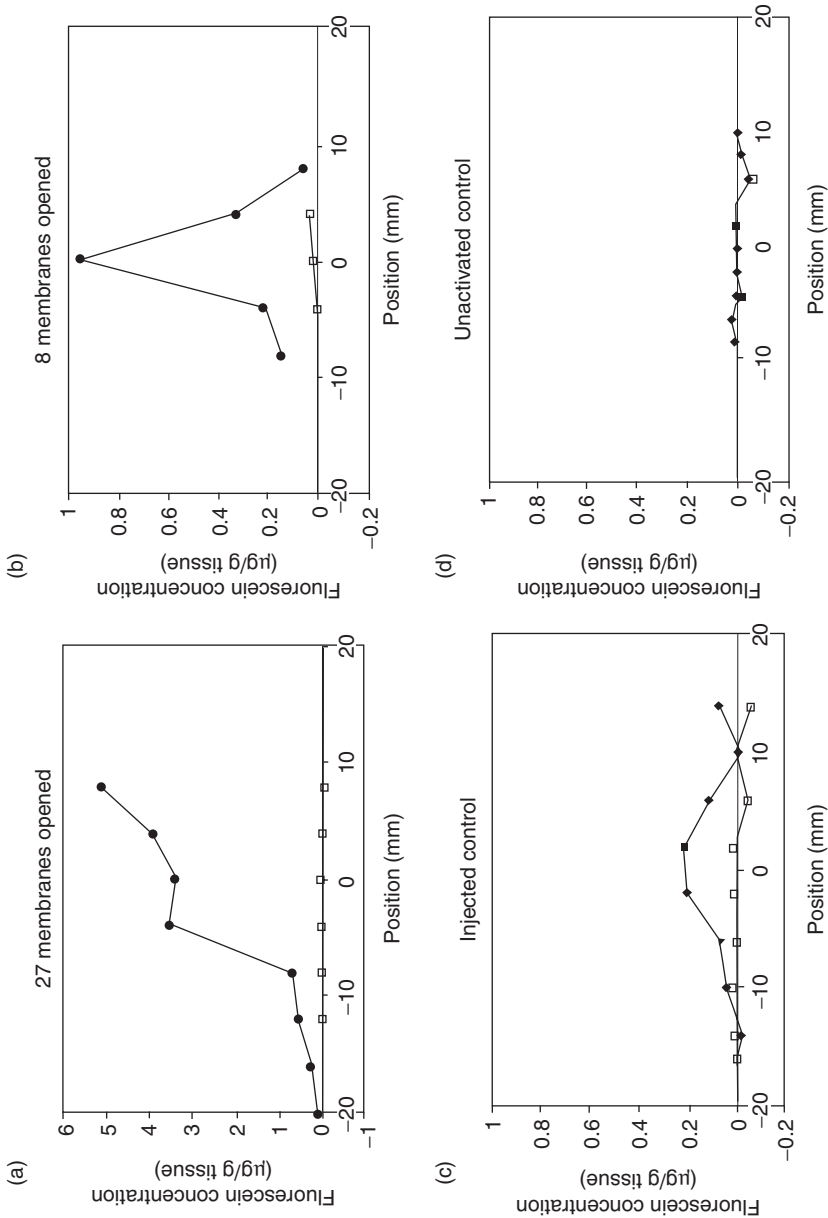 (a)
27 membranes opened
Fluorescein concentration
(µg/g tissue)
6
5
4
3
2
1
0
−1
−20
−10
0
10
20
Position (mm)
(b)
8 membranes opened
Fluorescein concentration
(µg/g tissue)
1
0.8
0.6
0.4
0.2
0
−0.2
−20
−10
0
10
20
Position (mm)
(c)
Injected control
Fluorescein concentration
(µg/g tissue)
1
0.8
0.6
0.4
0.2
0
−0.2
−20
−10
0
10
20
Position (mm)
(d)
Unactivated control
Fluorescein concentration
(µg/g tissue)
1
0.8
0.6
0.4
0.2
0
−0.2
−20
−10
0
10
20
Position (mm)